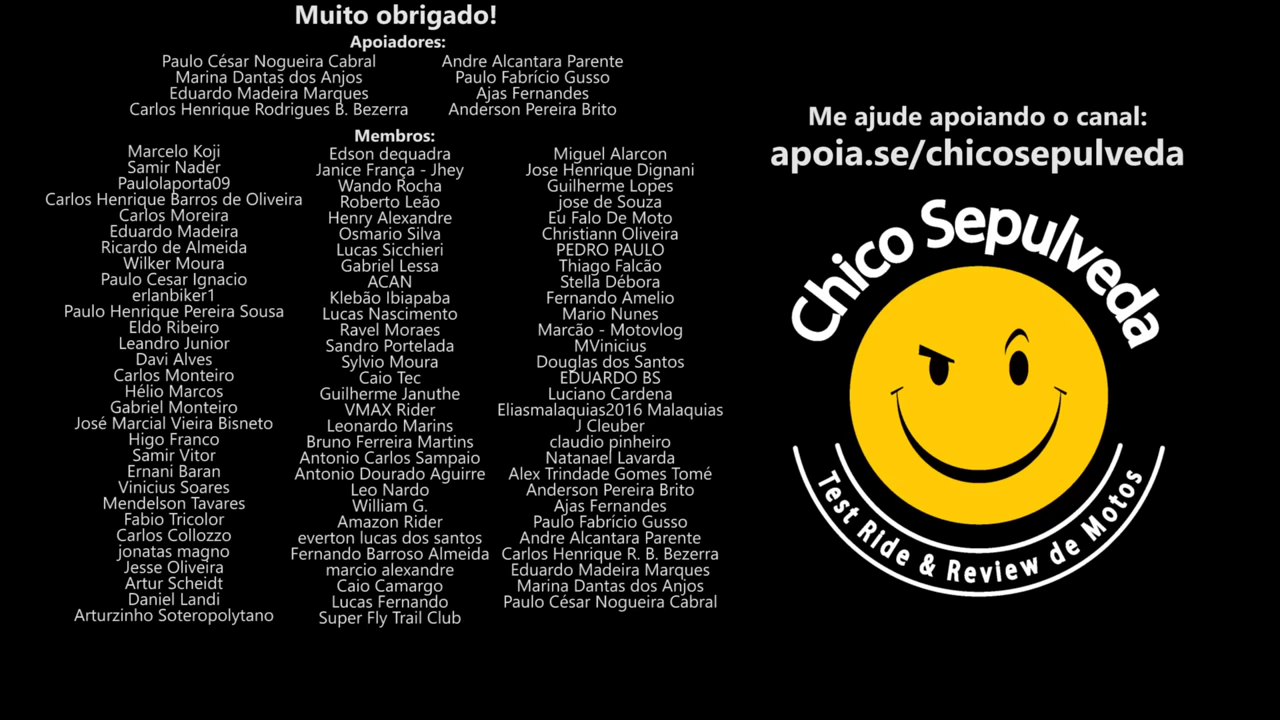 Muito obrigado!
Apoiadores:
Paulo César Nogueira Cabral
Marina Dantas dos Anjos
Eduardo Madeira Marques
Carlos Henrique Rodrigues B. Bezerra
Andre Alcantara Parente
Paulo Fabrício Gusso
Ajas Fernandes
Anderson Pereira Brito
Membros:
Marcelo Koji
Samir Nader
Paulolaporta09
Carlos Henrique Barros de Oliveira
Carlos Moreira
Eduardo Madeira
Ricardo de Almeida
Wilker Moura
Paulo Cesar Ignacio
erlanbiker1
Paulo Henrique Pereira Sousa
Eldo Ribeiro
Leandro Junior
Davi Alves
Carlos Monteiro
Hélio Marcos
Gabriel Monteiro
José Marcial Vieira Bisneto
Higo Franco
Samir Vitor
Ernani Baran
Vinicius Soares
Mendelson Tavares
Fabio Tricolor
Carlos Collozzo
jonatas magno
Jesse Oliveira
Artur Scheidt
Daniel Landi
Arturzinho Soteropolytano
Edson dequadra
Janice França - Jhey
Wando Rocha
Roberto Leão
Henry Alexandre
Osmario Silva
Lucas Sicchieri
Gabriel Lessa
ACAN
Klebão Ibiapaba
Lucas Nascimento
Ravel Moraes
Sandro Portelada
Sylvio Moura
Caio Tec
Guilherme Januthe
VMAX Rider
Leonardo Marins
Bruno Ferreira Martins
Antonio Carlos Sampaio
Antonio Dourado Aguirre
Leo Nardo
William G.
Amazon Rider
everton lucas dos santos
Fernando Barroso Almeida
marcio alexandre
Caio Camargo
Lucas Fernando
Super Fly Trail Club
Miguel Alarcon
Jose Henrique Dignani
Guilherme Lopes
jose de Souza
Eu Falo De Moto
Christiann Oliveira
PEDRO PAULO
Thiago Falcão
Stella Débora
Fernando Amelio
Mario Nunes
Marcão - Motovlog
MVinicius
Douglas dos Santos
EDUARDO BS
Luciano Cardena
Eliasmalaquias2016 Malaquias
J Cleuber
claudio pinheiro
Natanael Lavarda
Alex Trindade Gomes Tomé
Anderson Pereira Brito
Ajas Fernandes
Paulo Fabrício Gusso
Andre Alcantara Parente
Carlos Henrique R. B. Bezerra
Eduardo Madeira Marques
Marina Dantas dos Anjos
Paulo César Nogueira Cabral
Me ajude apoiando o canal:
apoia.se/chicosepulveda
Chico Sepulveda
Test Ride & Review de Motos